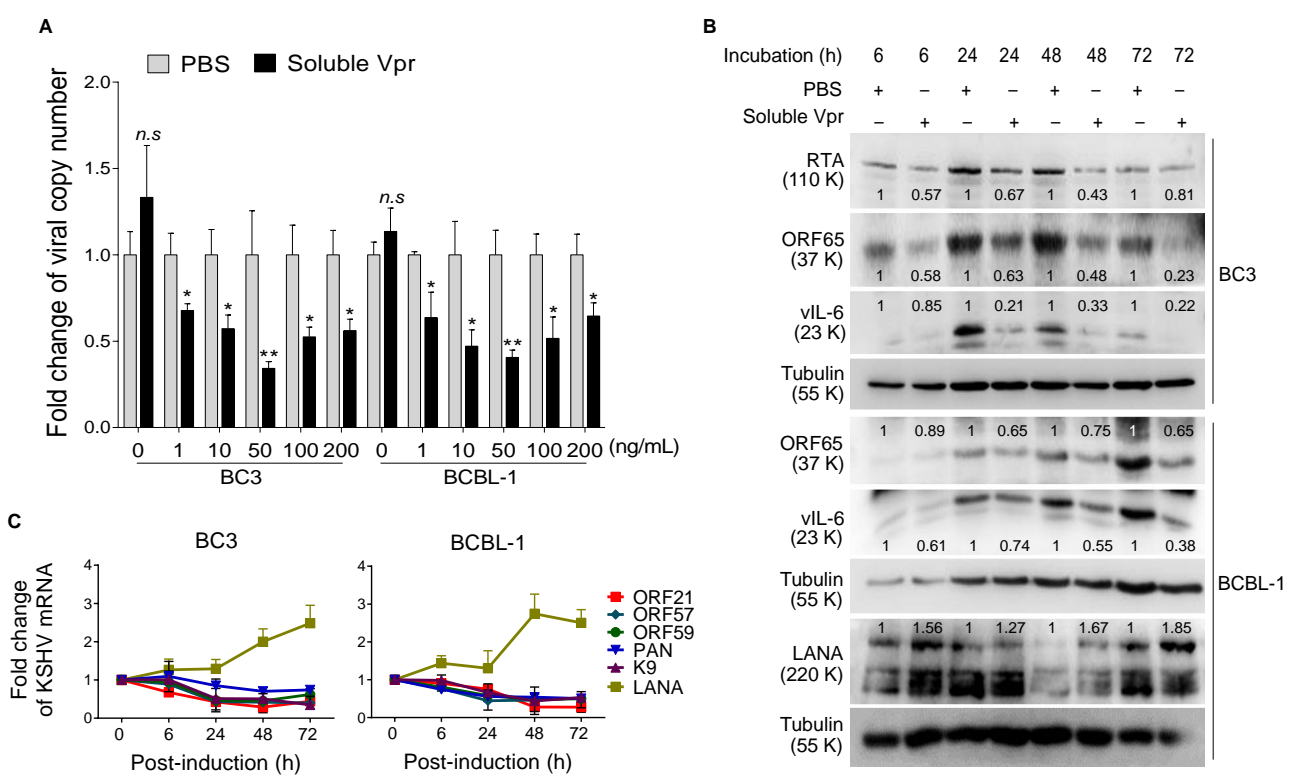 A
PBS
Soluble Vpr
Fold change of viral copy number
2.0
1.5
1.0
0.5
0.0
n.s
*
*
**
*
*
n.s
*
*
**
*
*
0 1 10 50 100 200 0 1 10 50 100 200 (ng/mL)
BC3 BCBL-1
B
Incubation (h) 6 6 24 24 48 48 72 72
PBS + – + – + – + –
Soluble Vpr – + – + – + – +
RTA
(110 K)
1 0.57 1 0.67 1 0.43 1 0.81
ORF65
(37 K)
1 0.58 1 0.63 1 0.48 1 0.23
vIL-6
(23 K)
1 0.85 1 0.21 1 0.33 1 0.22
Tubulin
(55 K)
BC3
ORF65
(37 K)
1 0.89 1 0.65 1 0.75 1 0.65
vIL-6
(23 K)
1 0.61 1 0.74 1 0.55 1 0.38
Tubulin
(55 K)
LANA
(220 K)
1 1.56 1 1.27 1 1.67 1 1.85
Tubulin
(55 K)
BCBL-1
C
BC3
Fold change
of KSHV mRNA
4
3
2
1
0
0 6 24 48 72
Post-induction (h)
BCBL-1
4
3
2
1
0
0 6 24 48 72
Post-induction (h)
ORF21
ORF57
ORF59
PAN
K9
LANA